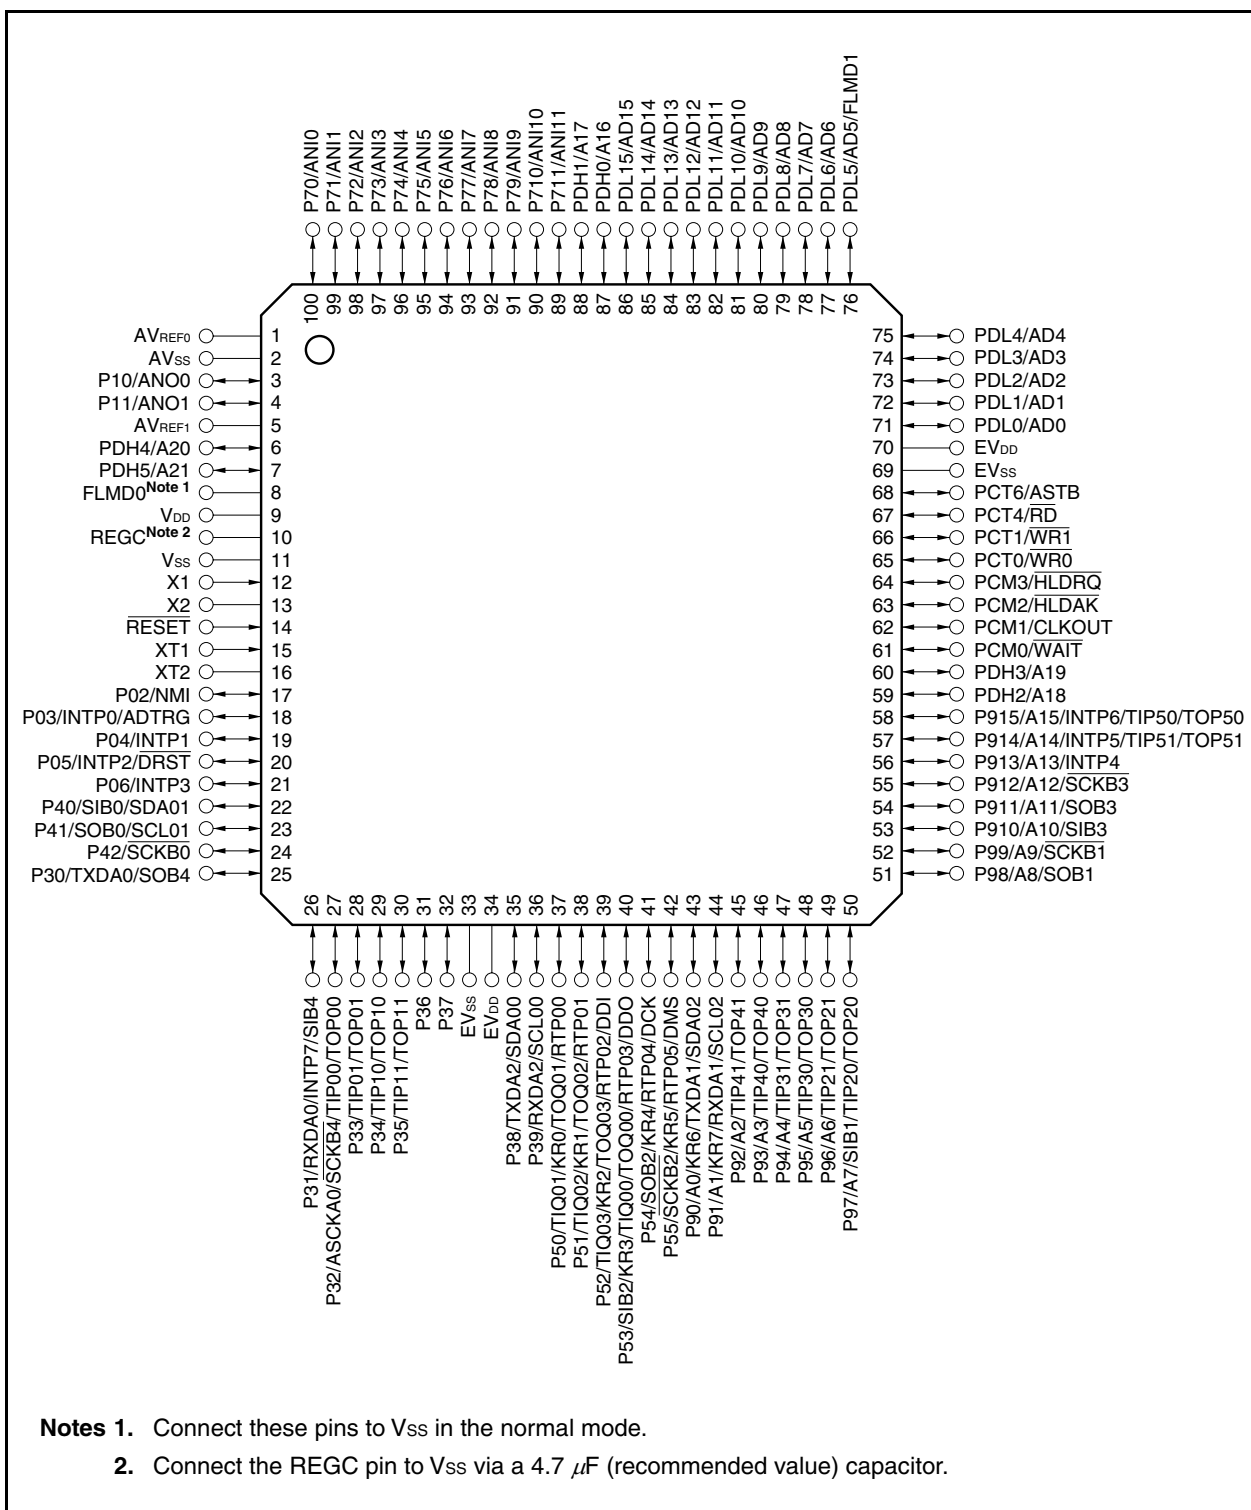 P70/ANI0
P71/ANI1
P72/ANI2
P73/ANI3
P74/ANI4
P75/ANI5
P76/ANI6
P77/ANI7
P78/ANI8
P79/ANI9
P710/ANI10
P711/ANI11
PDH1/A17
PDH0/A16
PDL15/AD15
PDL14/AD14
PDL13/AD13
PDL12/AD12
PDL11/AD11
PDL10/AD10
PDL9/AD9
PDL8/AD8
PDL7/AD7
PDL6/AD6
PDL5/AD5/FLMD1
100
99
98
97
96
95
94
93
92
91
90
89
88
87
86
85
84
83
82
81
80
79
78
77
76
AVREF0 1
AVSS 2
P10/ANO0 3
P11/ANO1 4
AVREF1 5
PDH4/A20 6
PDH5/A21 7
FLMD0Note 1 8
VDD 9
REGCNote 2 10
VSS 11
X1 12
X2 13
RESET 14
XT1 15
XT2 16
P02/NMI 17
P03/INTP0/ADTRG 18
P04/INTP1 19
P05/INTP2/DRST 20
P06/INTP3 21
P40/SIB0/SDA01 22
P41/SOB0/SCL01 23
P42/SCKB0 24
P30/TXDA0/SOB4 25
75 PDL4/AD4
74 PDL3/AD3
73 PDL2/AD2
72 PDL1/AD1
71 PDL0/AD0
70 EVDD
69 EVSS
68 PCT6/ASTB
67 PCT4/RD
66 PCT1/WR1
65 PCT0/WR0
64 PCM3/HLDRQ
63 PCM2/HLDAK
62 PCM1/CLKOUT
61 PCM0/WAIT
60 PDH3/A19
59 PDH2/A18
58 P915/A15/INTP6/TIP50/TOP50
57 P914/A14/INTP5/TIP51/TOP51
56 P913/A13/INTP4
55 P912/A12/SCKB3
54 P911/A11/SOB3
53 P910/A10/SIB3
52 P99/A9/SCKB1
51 P98/A8/SOB1
26
27
28
29
30
31
32
33
34
35
36
37
38
39
40
41
42
43
44
45
46
47
48
49
50
P31/RXDA0/INTP7/SIB4
P32/ASCKA0/SCKB4/TIP00/TOP00
P33/TIP01/TOP01
P34/TIP10/TOP10
P35/TIP11/TOP11
P36
P37
EVSS
EVDD
P38/TXDA2/SDA00
P39/RXDA2/SCL00
P50/TIQ01/KR0/TOQ01/RTP00
P51/TIQ02/KR1/TOQ02/RTP01
P52/TIQ03/KR2/TOQ03/RTP02/DDI
P53/SIB2/KR3/TIQ00/TOQ00/RTP03/DDO
P54/SOB2/KR4/RTP04/DCK
P55/SCKB2/KR5/RTP05/DMS
P90/A0/KR6/TXDA1/SDA02
P91/A1/KR7/RXDA1/SCL02
P92/A2/TIP41/TOP41
P93/A3/TIP40/TOP40
P94/A4/TIP31/TOP31
P95/A5/TIP30/TOP30
P96/A6/TIP21/TOP21
P97/A7/SIB1/TIP20/TOP20
Notes 1. Connect these pins to VSS in the normal mode.
2. Connect the REGC pin to VSS via a 4.7 μF (recommended value) capacitor.